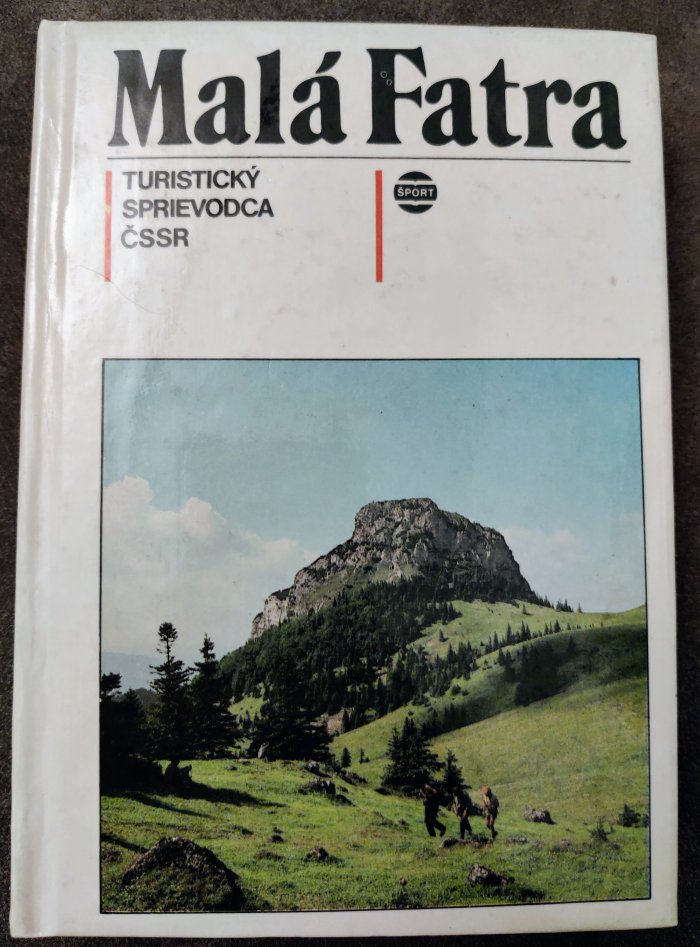 Malá Fatra
TURISTICKÝ
SPRIEVODCA
ČSSR
ŠPORT